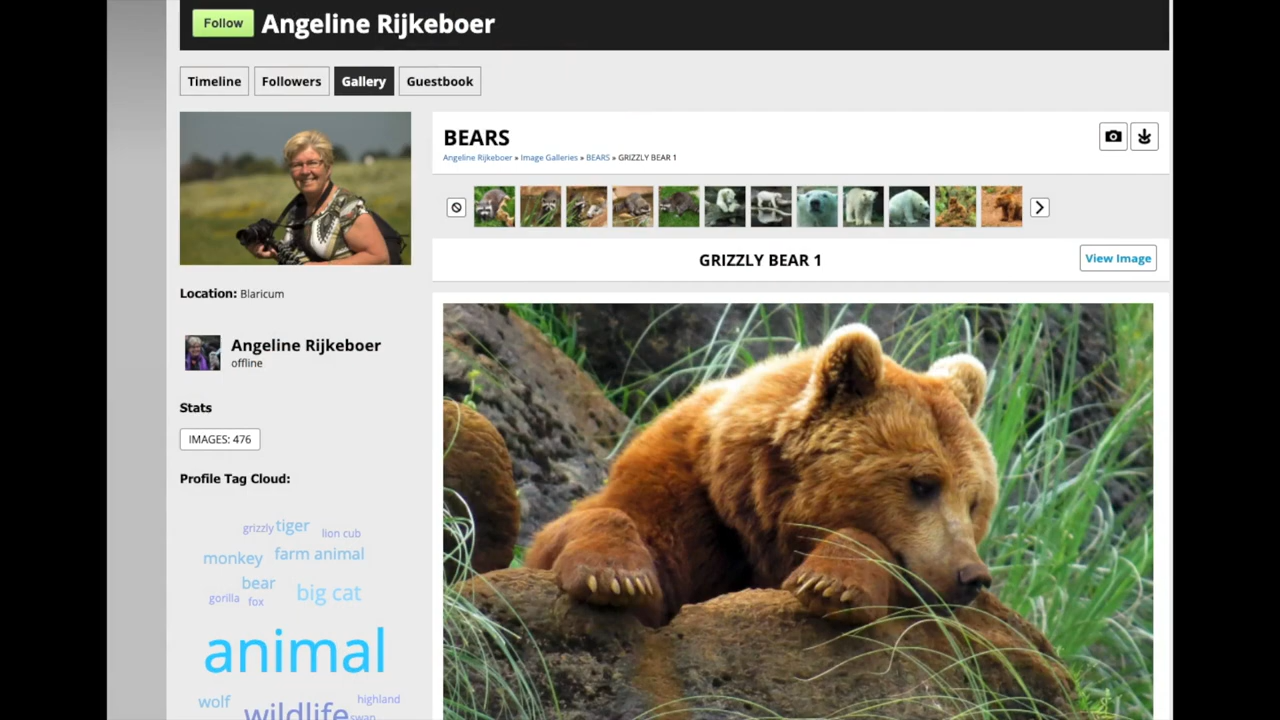 Follow Angeline Rijkeboer
Timeline Followers Gallery Guestbook
BEARS
Angeline Rijkeboer » Image Galleries » BEARS » GRIZZLY BEAR 1
GRIZZLY BEAR 1
View Image
Location: Blaricum
Angeline Rijkeboer
offline
Stats
IMAGES: 476
Profile Tag Cloud:
grizzly tiger lion cub
monkey farm animal
bear
gorilla fox big cat
animal
wolf highland
wildlife swan